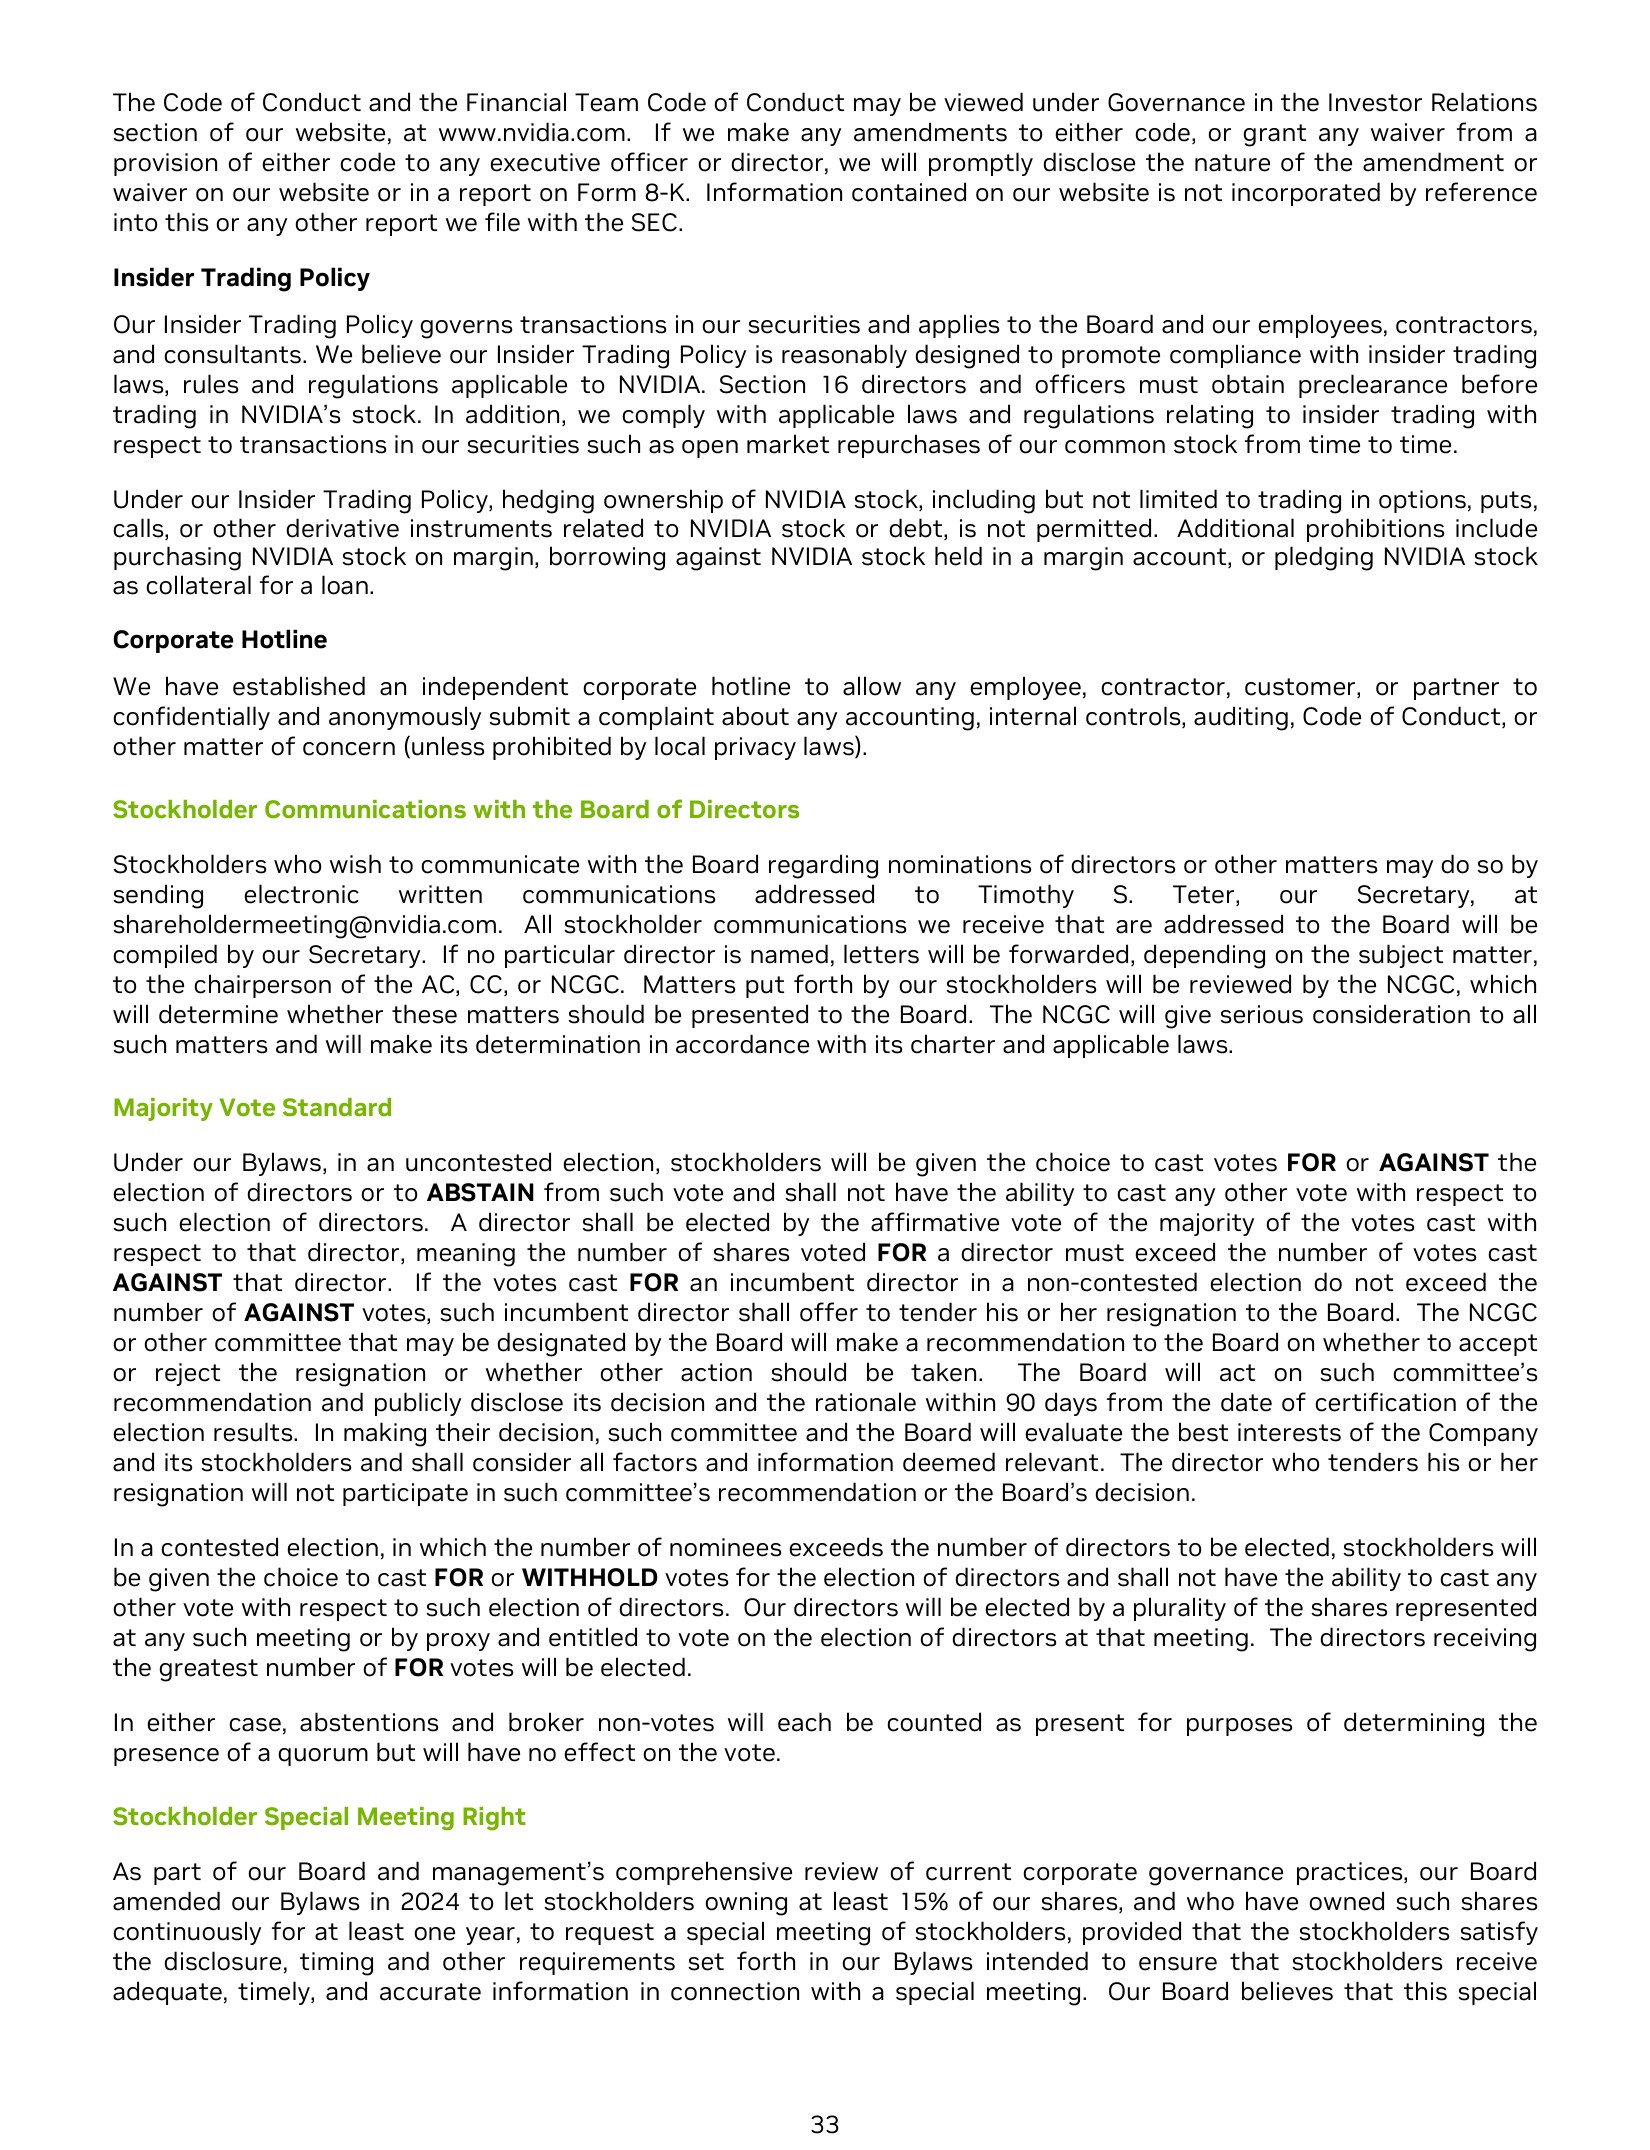 The Code of Conduct and the Financial Team Code of Conduct may be viewed under Governance in the Investor Relations
section of our website, at www.nvidia.com. If we make any amendments to either code, or grant any waiver from a
provision of either code to any executive officer or director, we will promptly disclose the nature of the amendment or
waiver on our website or in a report on Form 8-K. Information contained on our website is not incorporated by reference
into this or any other report we file with the SEC.
Insider Trading Policy
Our Insider Trading Policy governs transactions in our securities and applies to the Board and our employees, contractors,
and consultants. We believe our Insider Trading Policy is reasonably designed to promote compliance with insider trading
laws, rules and regulations applicable to NVIDIA. Section 16 directors and officers must obtain preclearance before
trading in NVIDIA’s stock. In addition, we comply with applicable laws and regulations relating to insider trading with
respect to transactions in our securities such as open market repurchases of our common stock from time to time.
Under our Insider Trading Policy, hedging ownership of NVIDIA stock, including but not limited to trading in options, puts,
calls, or other derivative instruments related to NVIDIA stock or debt, is not permitted. Additional prohibitions include
purchasing NVIDIA stock on margin, borrowing against NVIDIA stock held in a margin account, or pledging NVIDIA stock
as collateral for a loan.
Corporate Hotline
We have established an independent corporate hotline to allow any employee, contractor, customer, or partner to
confidentially and anonymously submit a complaint about any accounting, internal controls, auditing, Code of Conduct, or
other matter of concern (unless prohibited by local privacy laws).
Stockholder Communications with the Board of Directors
Stockholders who wish to communicate with the Board regarding nominations of directors or other matters may do so by
sending electronic written communications addressed to Timothy S. Teter, our Secretary, at
shareholdermeeting@nvidia.com. All stockholder communications we receive that are addressed to the Board will be
compiled by our Secretary. If no particular director is named, letters will be forwarded, depending on the subject matter,
to the chairperson of the AC, CC, or NCGC. Matters put forth by our stockholders will be reviewed by the NCGC, which
will determine whether these matters should be presented to the Board. The NCGC will give serious consideration to all
such matters and will make its determination in accordance with its charter and applicable laws.
Majority Vote Standard
Under our Bylaws, in an uncontested election, stockholders will be given the choice to cast votes FOR or AGAINST the
election of directors or to ABSTAIN from such vote and shall not have the ability to cast any other vote with respect to
such election of directors. A director shall be elected by the affirmative vote of the majority of the votes cast with
respect to that director, meaning the number of shares voted FOR a director must exceed the number of votes cast
AGAINST that director. If the votes cast FOR an incumbent director in a non-contested election do not exceed the
number of AGAINST votes, such incumbent director shall offer to tender his or her resignation to the Board. The NCGC
or other committee that may be designated by the Board will make a recommendation to the Board on whether to accept
or reject the resignation or whether other action should be taken. The Board will act on such committee’s
recommendation and publicly disclose its decision and the rationale within 90 days from the date of certification of the
election results. In making their decision, such committee and the Board will evaluate the best interests of the Company
and its stockholders and shall consider all factors and information deemed relevant. The director who tenders his or her
resignation will not participate in such committee’s recommendation or the Board’s decision.
In a contested election, in which the number of nominees exceeds the number of directors to be elected, stockholders will
be given the choice to cast FOR or WITHHOLD votes for the election of directors and shall not have the ability to cast any
other vote with respect to such election of directors. Our directors will be elected by a plurality of the shares represented
at any such meeting or by proxy and entitled to vote on the election of directors at that meeting. The directors receiving
the greatest number of FOR votes will be elected.
In either case, abstentions and broker non-votes will each be counted as present for purposes of determining the
presence of a quorum but will have no effect on the vote.
Stockholder Special Meeting Right
As part of our Board and management’s comprehensive review of current corporate governance practices, our Board
amended our Bylaws in 2024 to let stockholders owning at least 15% of our shares, and who have owned such shares
continuously for at least one year, to request a special meeting of stockholders, provided that the stockholders satisfy
the disclosure, timing and other requirements set forth in our Bylaws intended to ensure that stockholders receive
adequate, timely, and accurate information in connection with a special meeting. Our Board believes that this special
33